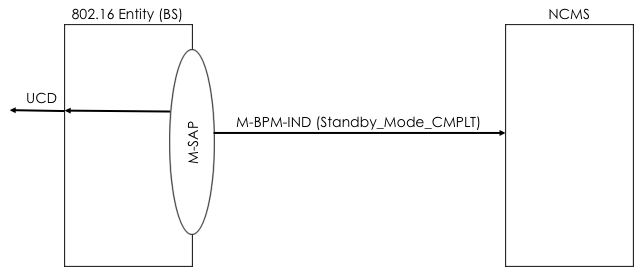 802.16 Entity (BS)
NCMS
UCD
M-BPM-IND (Standby_Mode_CMPLT)
M-SAP